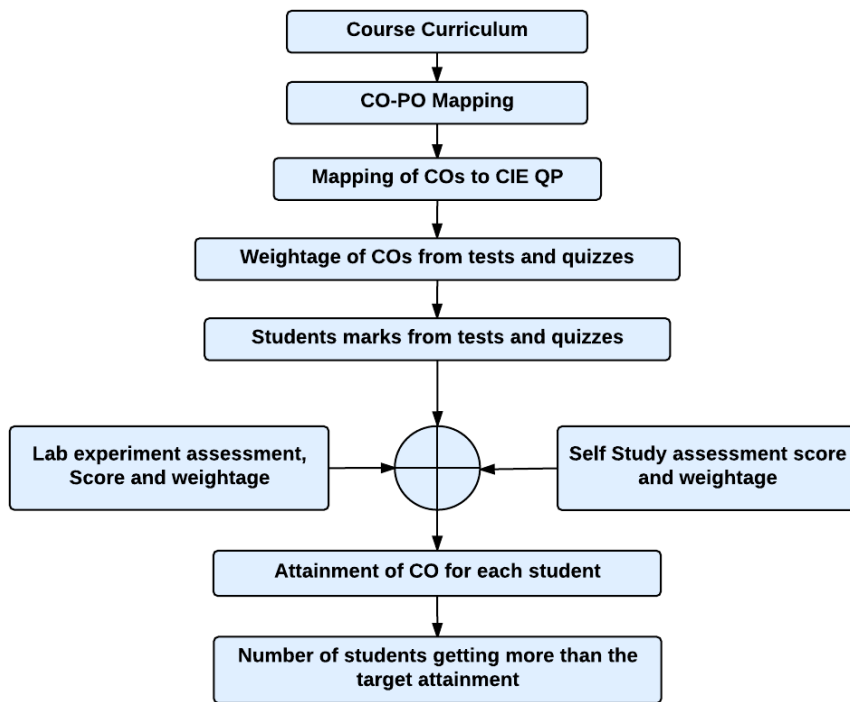 Course Curriculum
CO-PO Mapping
Mapping of COs to CIE QP
Weightage of COs from tests and quizzes
Students marks from tests and quizzes
Lab experiment assessment,
Score and weightage
Self Study assessment score
and weightage
Attainment of CO for each student
Number of students getting more than the
target attainment